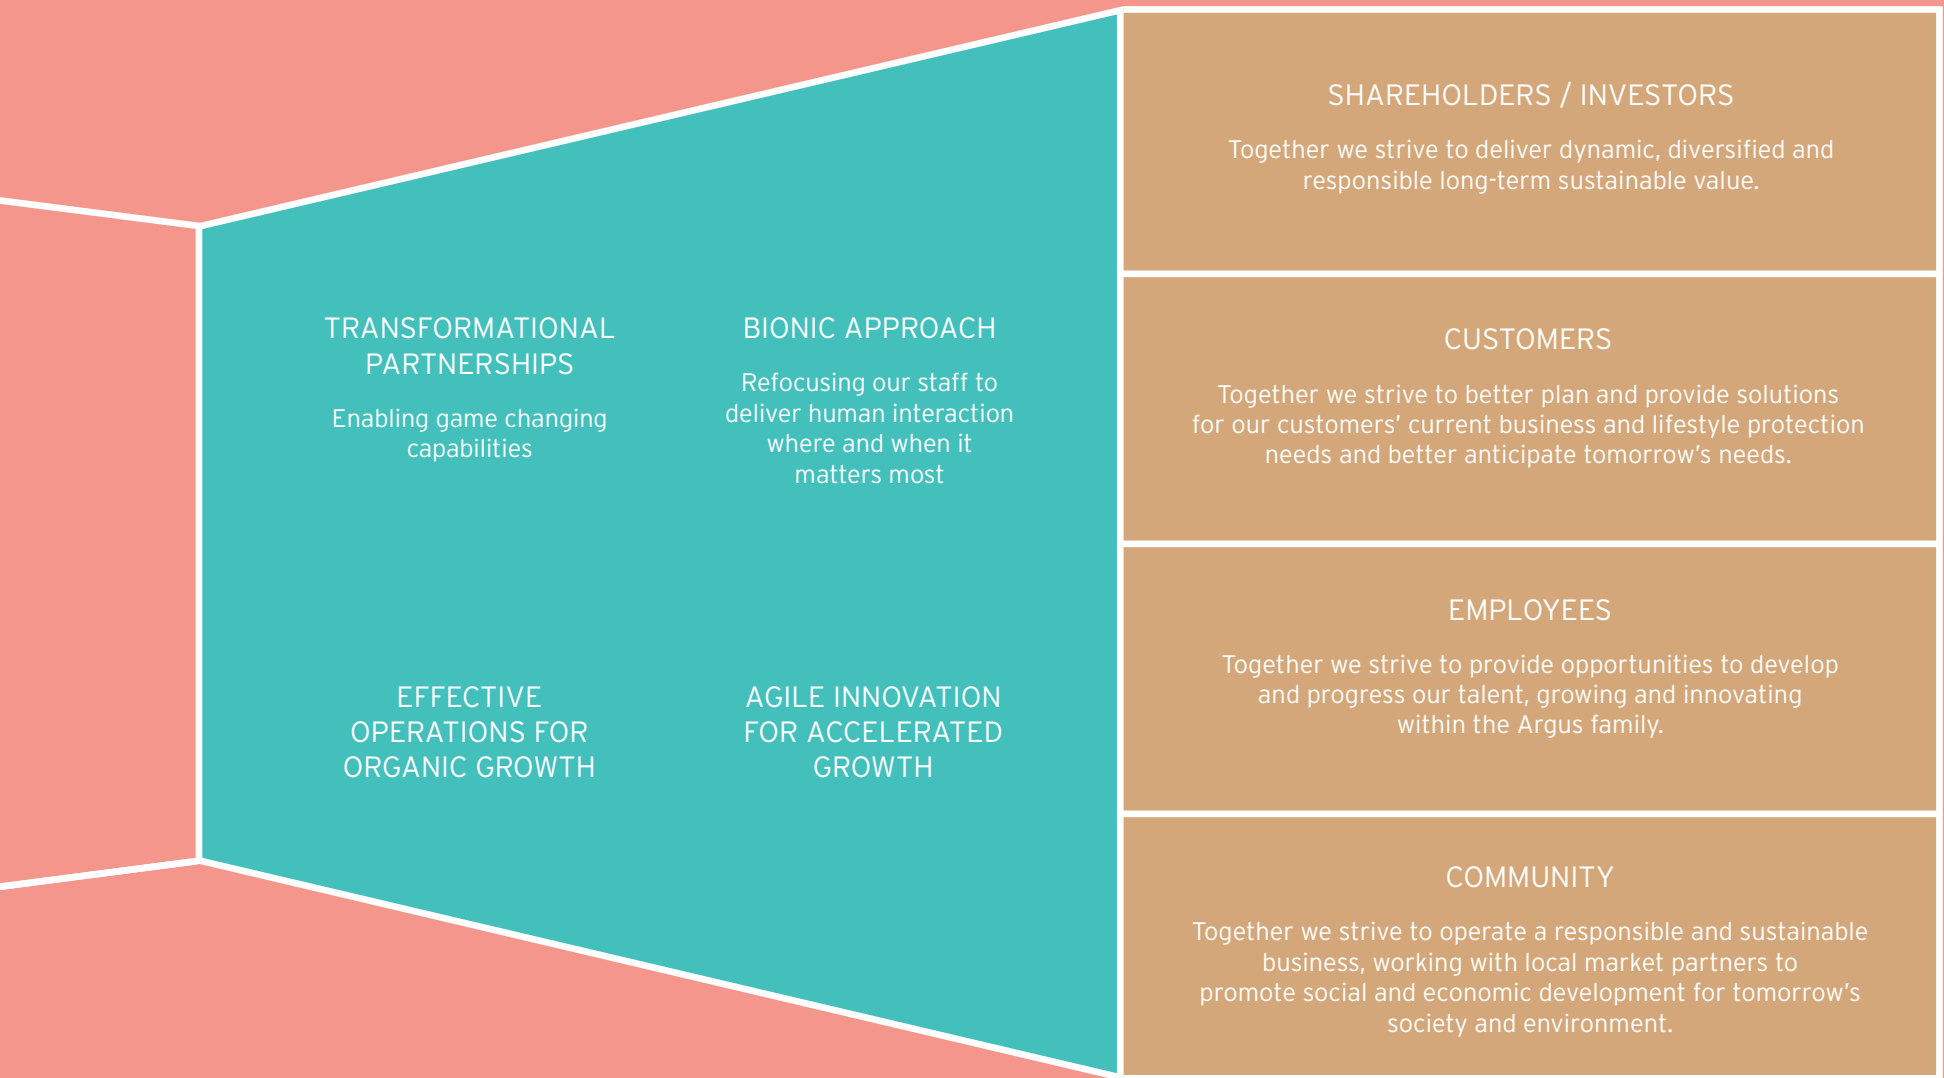 TRANSFORMATIONAL
PARTNERSHIPS
Enabling game changing
capabilities
BIONIC APPROACH
Refocusing our staff to
deliver human interaction
where and when it
matters most
EFFECTIVE
OPERATIONS FOR
ORGANIC GROWTH
AGILE INNOVATION
FOR ACCELERATED
GROWTH
SHAREHOLDERS / INVESTORS
Together we strive to deliver dynamic, diversified and
responsible long-term sustainable value.
CUSTOMERS
Together we strive to better plan and provide solutions
for our customers’ current business and lifestyle protection
needs and better anticipate tomorrow’s needs.
EMPLOYEES
Together we strive to provide opportunities to develop
and progress our talent, growing and innovating
within the Argus family.
COMMUNITY
Together we strive to operate a responsible and sustainable
business, working with local market partners to
promote social and economic development for tomorrow’s
society and environment.